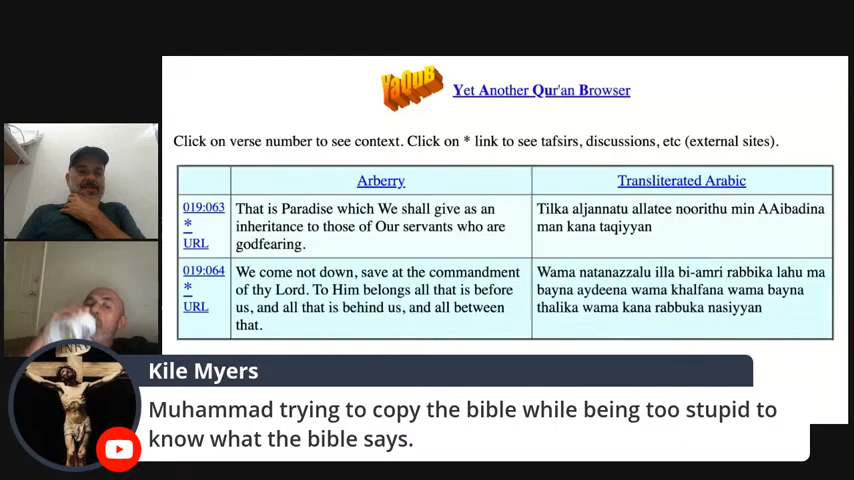 YaQuB
Yet Another Qur'an Browser
Click on verse number to see context. Click on * link to see tafsirs, discussions, etc (external sites).
Arberry
Transliterated Arabic
019:063
*
URL
That is Paradise which We shall give as an
inheritance to those of Our servants who are
godfearing.
Tilka aljannatu allatee noorithu min AAibadina
man kana taqiyyan
019:064
*
URL
We come not down, save at the commandment
of thy Lord. To Him belongs all that is before
us, and all that is behind us, and all between
that.
Wama natanazzalu illa bi-amri rabbika lahu ma
bayna aydeena wama khalfana wama bayna
thalika wama kana rabbuka nasiyyan
Kile Myers
Muhammad trying to copy the bible while being too stupid to
know what the bible says.